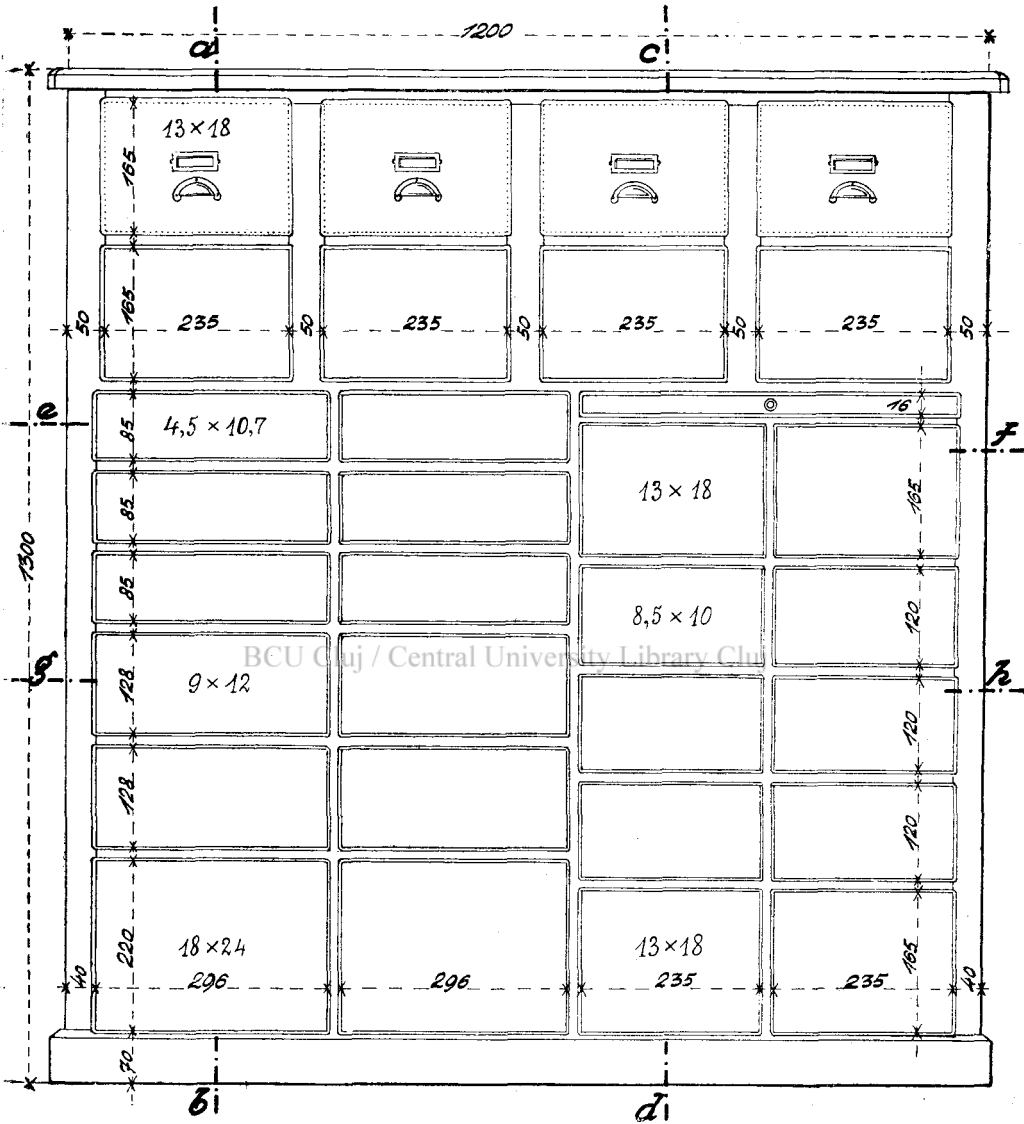 1200
a
c
13×18
165
165
50
235
50
235
50
235
50
235
50
e
4,5 × 10,7
85
16
f
13 × 18
165
85
1300
85
8,5 × 10
120
g
9 × 12
128
BCU Cluj / Central University Library Cluj
h
120
128
120
18 × 24
220
13×18
165
40
296
296
235
235
40
70
b
d